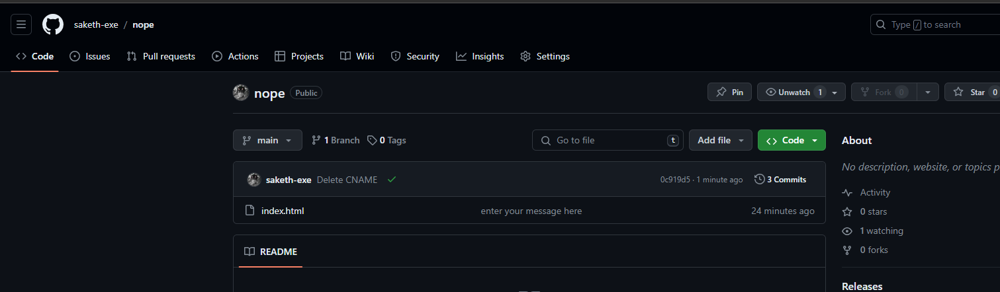 saketh-exe / nope
Type / to search
Code Issues Pull requests Actions Projects Wiki Security Insights Settings
nope Public
Pin Unwatch 1 Fork 0 Star 0
main 1 Branch 0 Tags Go to file t Add file Code
saketh-exe Delete CNAME 0c919d5 · 1 minute ago 3 Commits
index.html enter your message here 24 minutes ago
README
About
No description, website, or topics p
Activity
0 stars
1 watching
0 forks
Releases